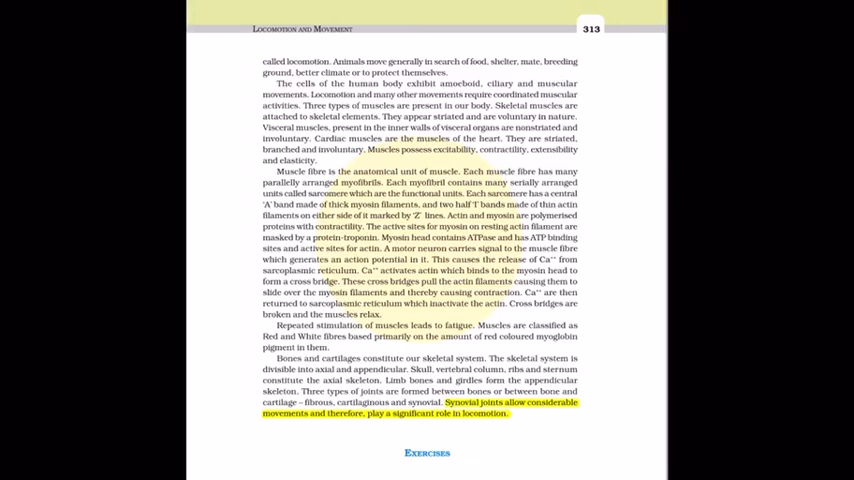 LOCOMOTION AND MOVEMENT
313
called locomotion. Animals move generally in search of food, shelter, mate, breeding
ground, better climate or to protect themselves.
The cells of the human body exhibit amoeboid, ciliary and muscular
movements. Locomotion and many other movements require coordinated muscular
activities. Three types of muscles are present in our body. Skeletal muscles are
attached to skeletal elements. They appear striated and are voluntary in nature.
Visceral muscles, present in the inner walls of visceral organs are nonstriated and
involuntary. Cardiac muscles are the muscles of the heart. They are striated,
branched and involuntary. Muscles possess excitability, contractility, extensibility
and elasticity.
Muscle fibre is the anatomical unit of muscle. Each muscle fibre has many
parallelly arranged myofibrils. Each myofibril contains many serially arranged
units called sarcomere which are the functional units. Each sarcomere has a central
'A' band made of thick myosin filaments, and two half 'I' bands made of thin actin
filaments on either side of it marked by 'Z' lines. Actin and myosin are polymerised
proteins with contractility. The active sites for myosin on resting actin filament are
masked by a protein-troponin. Myosin head contains ATPase and has ATP binding
sites and active sites for actin. A motor neuron carries signal to the muscle fibre
which generates an action potential in it. This causes the release of Ca⁺⁺ from
sarcoplasmic reticulum. Ca⁺⁺ activates actin which binds to the myosin head to
form a cross bridge. These cross bridges pull the actin filaments causing them to
slide over the myosin filaments and thereby causing contraction. Ca⁺⁺ are then
returned to sarcoplasmic reticulum which inactivate the actin. Cross bridges are
broken and the muscles relax.
Repeated stimulation of muscles leads to fatigue. Muscles are classified as
Red and White fibres based primarily on the amount of red coloured myoglobin
pigment in them.
Bones and cartilages constitute our skeletal system. The skeletal system is
divisible into axial and appendicular. Skull, vertebral column, ribs and sternum
constitute the axial skeleton. Limb bones and girdles form the appendicular
skeleton. Three types of joints are formed between bones or between bone and
cartilage – fibrous, cartilaginous and synovial. Synovial joints allow considerable
movements and therefore, play a significant role in locomotion.
EXERCISES